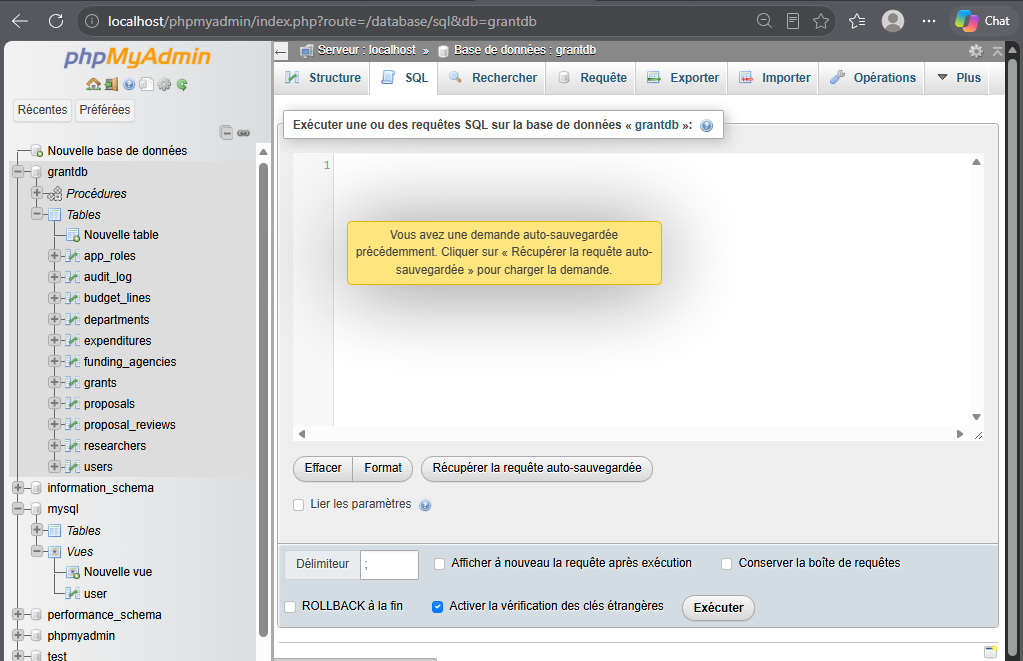 localhost/phpmyadmin/index.php?route=/database/sql&db=grantdb
Chat
phpMyAdmin
Récentes
Préférées
Nouvelle base de données
grantdb
Procédures
Tables
Nouvelle table
app_roles
audit_log
budget_lines
departments
expenditures
funding_agencies
grants
proposals
proposal_reviews
researchers
users
information_schema
mysql
Tables
Vues
Nouvelle vue
user
performance_schema
phpmyadmin
test
Serveur : localhost » Base de données : grantdb
Structure
SQL
Rechercher
Requête
Exporter
Importer
Opérations
Plus
Exécuter une ou des requêtes SQL sur la base de données « grantdb »:
1
Vous avez une demande auto-sauvegardée
précédemment. Cliquer sur « Récupérer la requête auto-
sauvegardée » pour charger la demande.
Effacer
Format
Récupérer la requête auto-sauvegardée
Lier les paramètres
Délimiteur
;
Afficher à nouveau la requête après exécution
Conserver la boîte de requêtes
ROLLBACK à la fin
Activer la vérification des clés étrangères
Exécuter